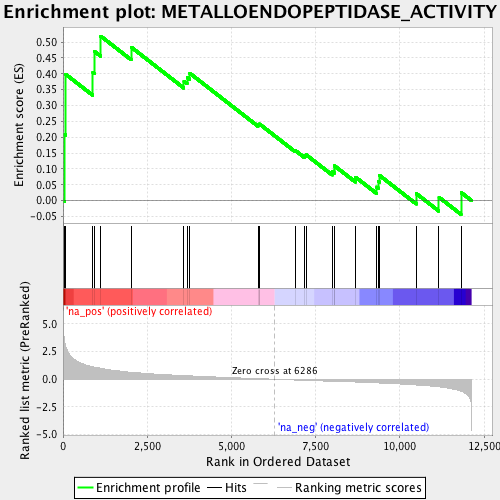 Enrichment plot: METALLOENDOPEPTIDASE_ACTIVITY
Enrichment score (ES)
0.50
0.45
0.40
0.35
0.30
0.25
0.20
0.15
0.10
0.05
0.00
-0.05
'na_pos' (positively correlated)
Ranked list metric (PreRanked)
5.0
2.5
0.0
-2.5
-5.0
Zero cross at 6286
'na_neg' (negatively correlated)
0
2,500
5,000
7,500
10,000
12,500
Rank in Ordered Dataset
Enrichment profile
Hits
Ranking metric scores